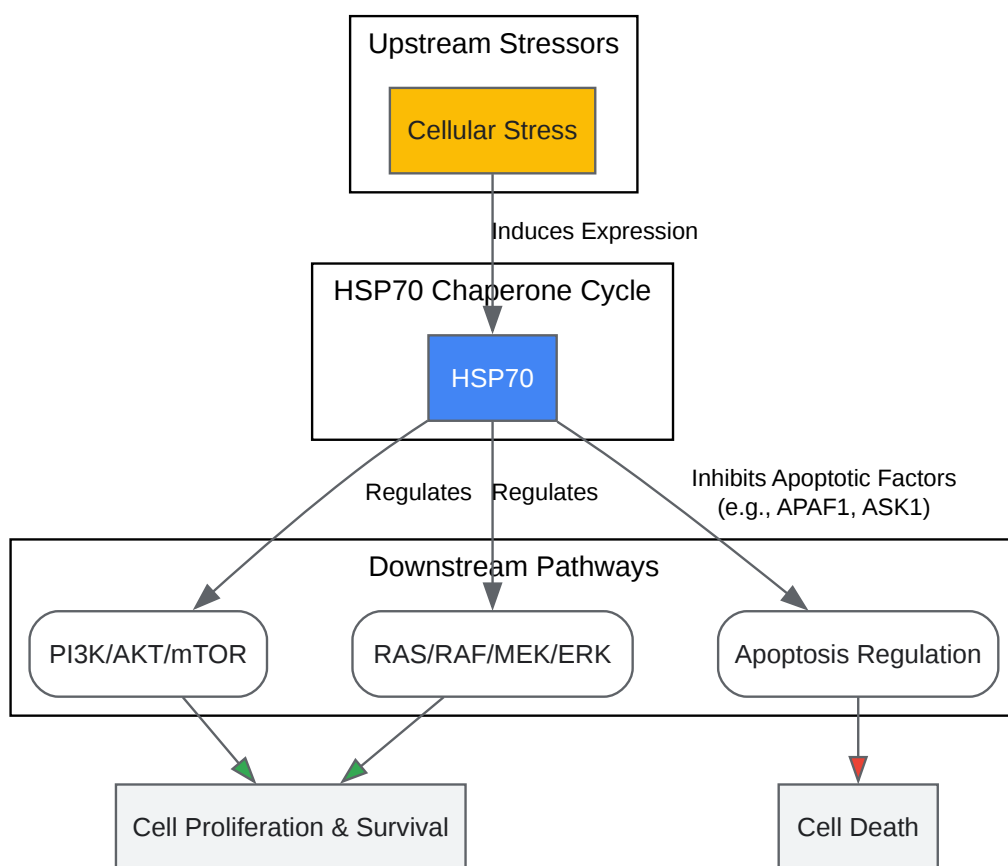 Upstream Stressors
Cellular Stress
Induces Expression
HSP70 Chaperone Cycle
HSP70
Regulates
Regulates
Inhibits Apoptotic Factors
(e.g., APAF1, ASK1)
Downstream Pathways
PI3K/AKT/mTOR
RAS/RAF/MEK/ERK
Apoptosis Regulation
Cell Proliferation & Survival
Cell Death